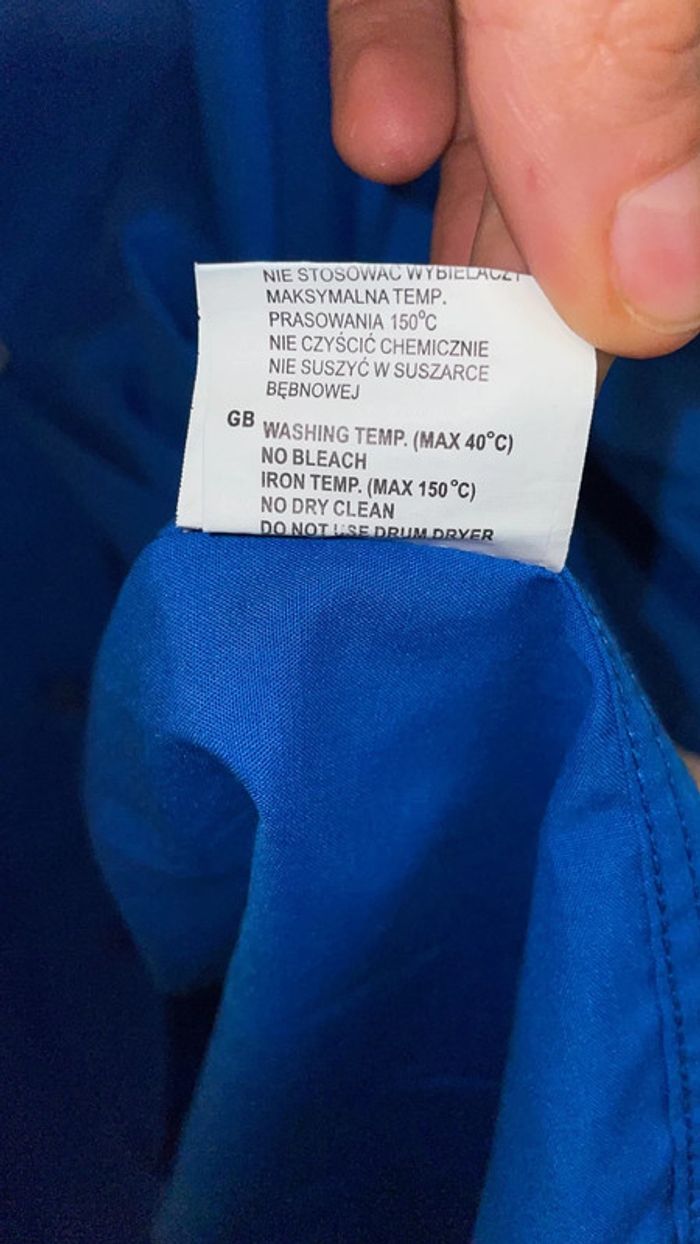 NIE STOSOWAĆ WYBIELACZY
MAKSYMALNA TEMP.
PRASOWANIA 150°C
NIE CZYŚCIĆ CHEMICZNIE
NIE SUSZYĆ W SUSZARCE
BĘBNOWEJ
GB WASHING TEMP. (MAX 40°C)
NO BLEACH
IRON TEMP. (MAX 150°C)
NO DRY CLEAN
DO NOT USE DRUM DRYER